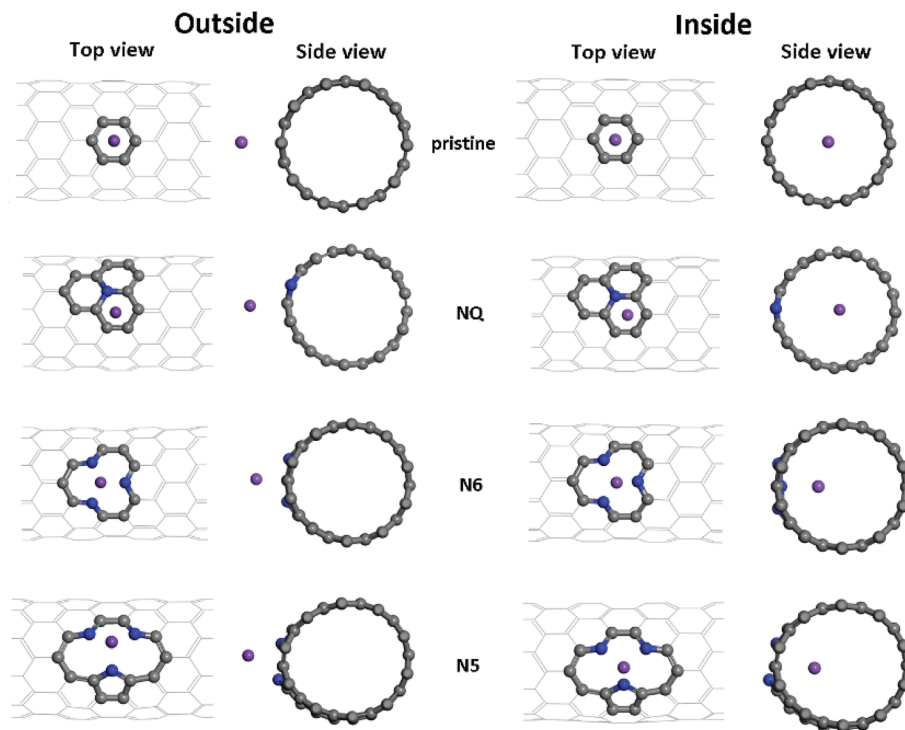 Outside
Inside
Top view
Side view
Top view
Side view
pristine
NQ
N6
N5